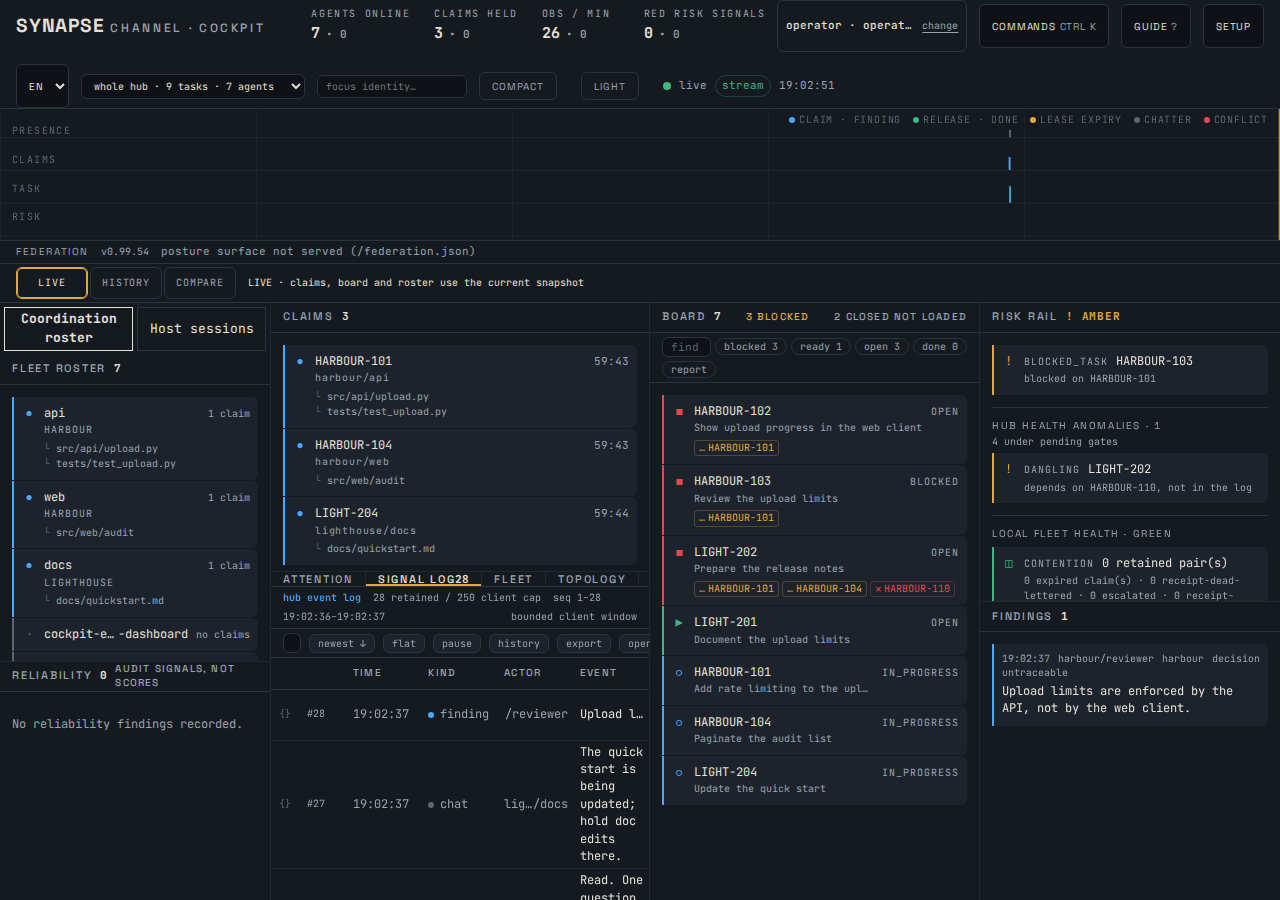 SYNAPSE CHANNEL · COCKPIT
AGENTS ONLINE
7 · 0
CLAIMS HELD
3 · 0
OBS / MIN
26 · 0
RED RISK SIGNALS
0 · 0
operator · operat… change
COMMANDS CTRL K
GUIDE ?
SETUP
EN
whole hub · 9 tasks · 7 agents
focus identity…
COMPACT
LIGHT
live stream 19:02:51
CLAIM · FINDING RELEASE · DONE LEASE EXPIRY CHATTER CONFLICT
PRESENCE
CLAIMS
TASK
RISK
FEDERATION v0.99.54 posture surface not served (/federation.json)
LIVE HISTORY COMPARE LIVE · claims, board and roster use the current snapshot
Coordination roster
Host sessions
FLEET ROSTER 7
api 1 claim
HARBOUR
└ src/api/upload.py
└ tests/test_upload.py
web 1 claim
HARBOUR
└ src/web/audit
docs 1 claim
LIGHTHOUSE
└ docs/quickstart.md
cockpit-e… -dashboard no claims
RELIABILITY 0 AUDIT SIGNALS, NOT SCORES
No reliability findings recorded.
CLAIMS 3
HARBOUR-101 59:43
harbour/api
└ src/api/upload.py
└ tests/test_upload.py
HARBOUR-104 59:43
harbour/web
└ src/web/audit
LIGHT-204 59:44
lighthouse/docs
└ docs/quickstart.md
ATTENTION SIGNAL LOG28 FLEET TOPOLOGY
hub event log 28 retained / 250 client cap seq 1–28
19:02:36–19:02:37 bounded client window
newest ↓ flat pause history export
TIME KIND ACTOR EVENT
{} #28 19:02:37 finding /reviewer Upload l…
{} #27 19:02:37 chat lig…/docs The quick
start is
being
updated;
hold doc
edits
there.
Read. One
question
BOARD 7 3 BLOCKED 2 CLOSED NOT LOADED
find blocked 3 ready 1 open 3 done 0
report
HARBOUR-102 OPEN
Show upload progress in the web client
… HARBOUR-101
HARBOUR-103 BLOCKED
Review the upload limits
… HARBOUR-101
LIGHT-202 OPEN
Prepare the release notes
… HARBOUR-101 … HARBOUR-104 × HARBOUR-110
LIGHT-201 OPEN
Document the upload limits
HARBOUR-101 IN_PROGRESS
Add rate limiting to the upl…
HARBOUR-104 IN_PROGRESS
Paginate the audit list
LIGHT-204 IN_PROGRESS
Update the quick start
RISK RAIL ! AMBER
! BLOCKED_TASK HARBOUR-103
blocked on HARBOUR-101
HUB HEALTH ANOMALIES · 1
4 under pending gates
! DANGLING LIGHT-202
depends on HARBOUR-110, not in the log
LOCAL FLEET HEALTH · GREEN
CONTENTION 0 retained pair(s)
0 expired claim(s) · 0 receipt-dead-
lettered · 0 escalated · 0 receipt-
FINDINGS 1
19:02:37 harbour/reviewer harbour decision
untraceable
Upload limits are enforced by the
API, not by the web client.